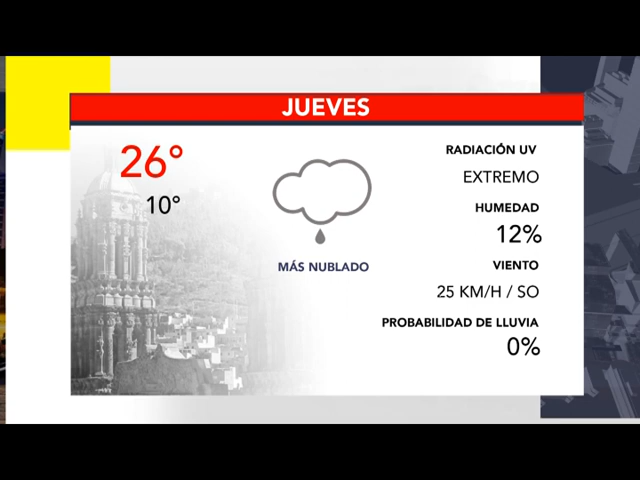 JUEVES
26°
10°
MÁS NUBLADO
RADIACIÓN UV
EXTREMO
HUMEDAD
12%
VIENTO
25 KM/H / SO
PROBABILIDAD DE LLUVIA
0%